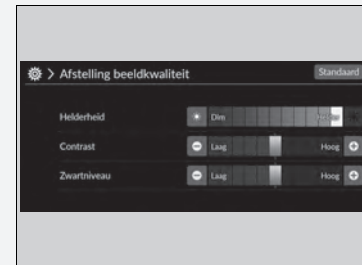 > Afstelling beeldkwaliteit
Standaard
Helderheid
Dim
Contrast
Laag
Hoog
Zwartniveau
Laag
Hoog